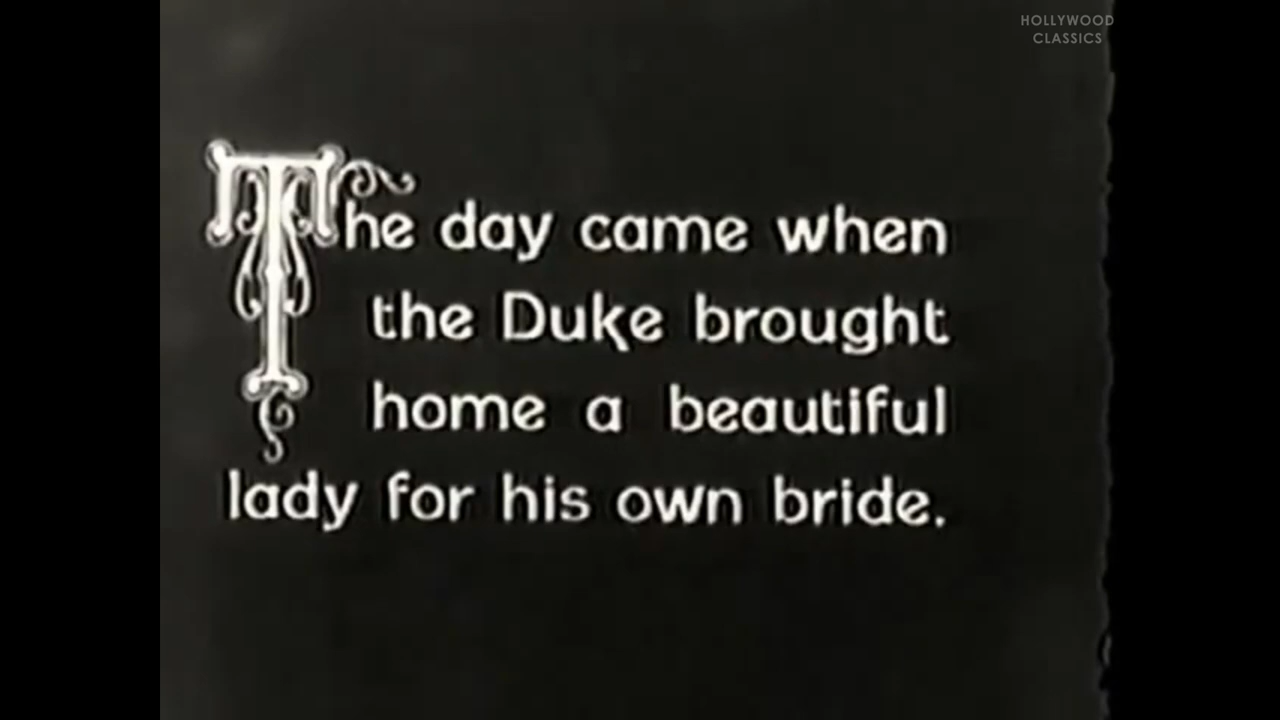 HOLLYWOOD
CLASSICS
The day came when
the Duke brought
home a beautiful
lady for his own bride.